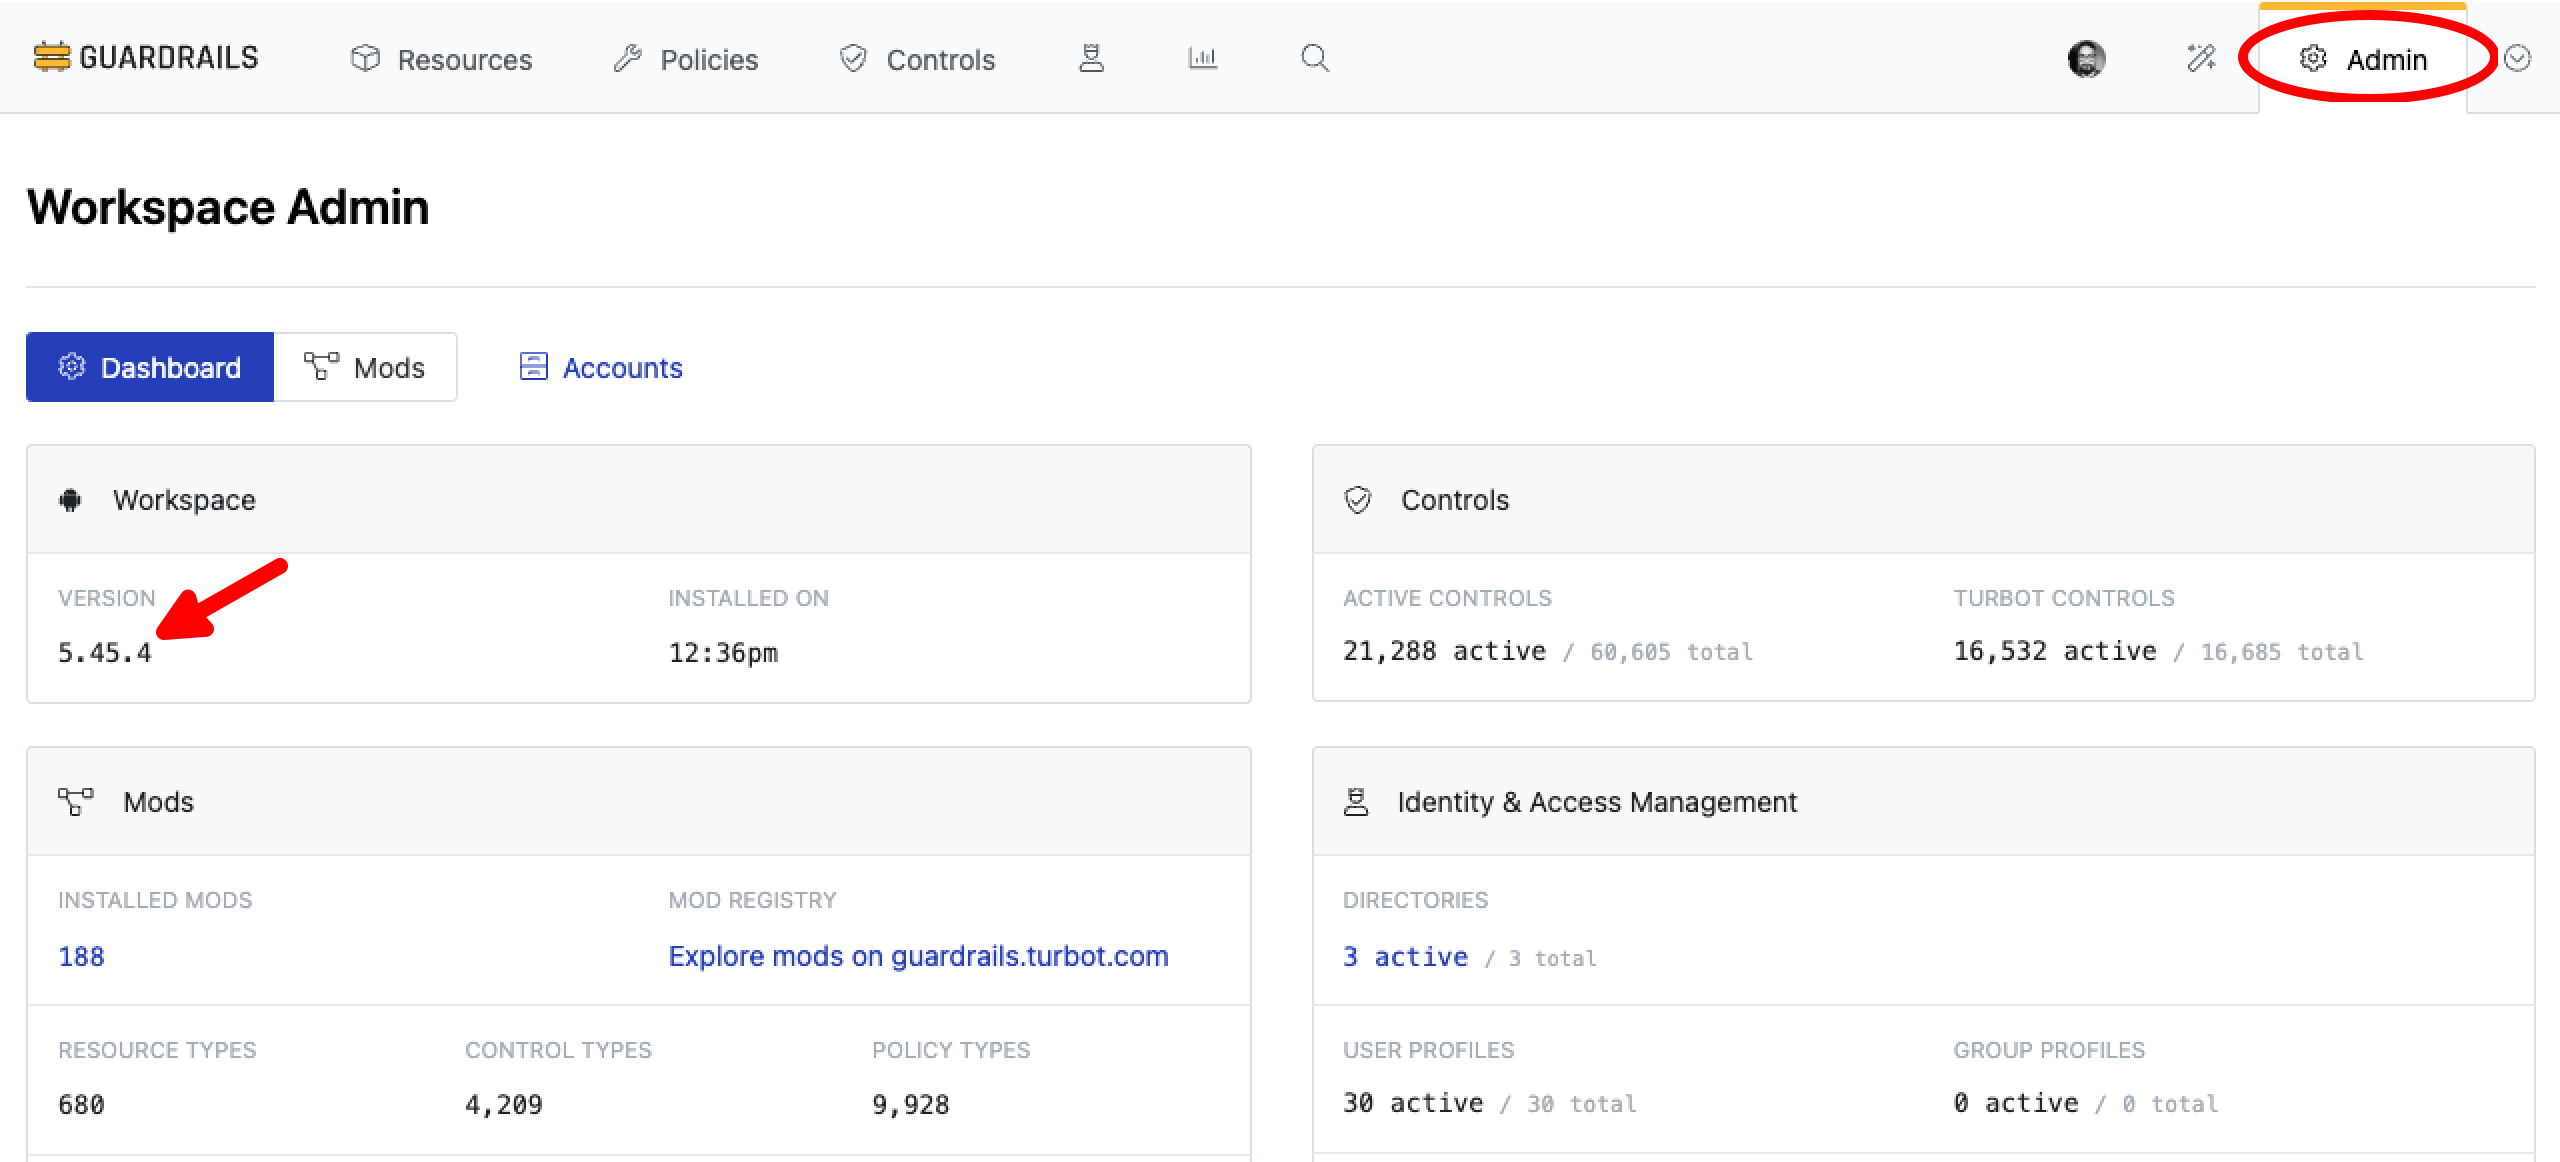 GUARDRAILS Resources Policies Controls Admin
Workspace Admin
Dashboard Mods Accounts
Workspace
VERSION INSTALLED ON
5.45.4 12:36pm
Controls
ACTIVE CONTROLS TURBOT CONTROLS
21,288 active / 60,605 total 16,532 active / 16,685 total
Mods
INSTALLED MODS MOD REGISTRY
188 Explore mods on guardrails.turbot.com
RESOURCE TYPES CONTROL TYPES POLICY TYPES
680 4,209 9,928
Identity & Access Management
DIRECTORIES
3 active / 3 total
USER PROFILES GROUP PROFILES
30 active / 30 total 0 active / 0 total